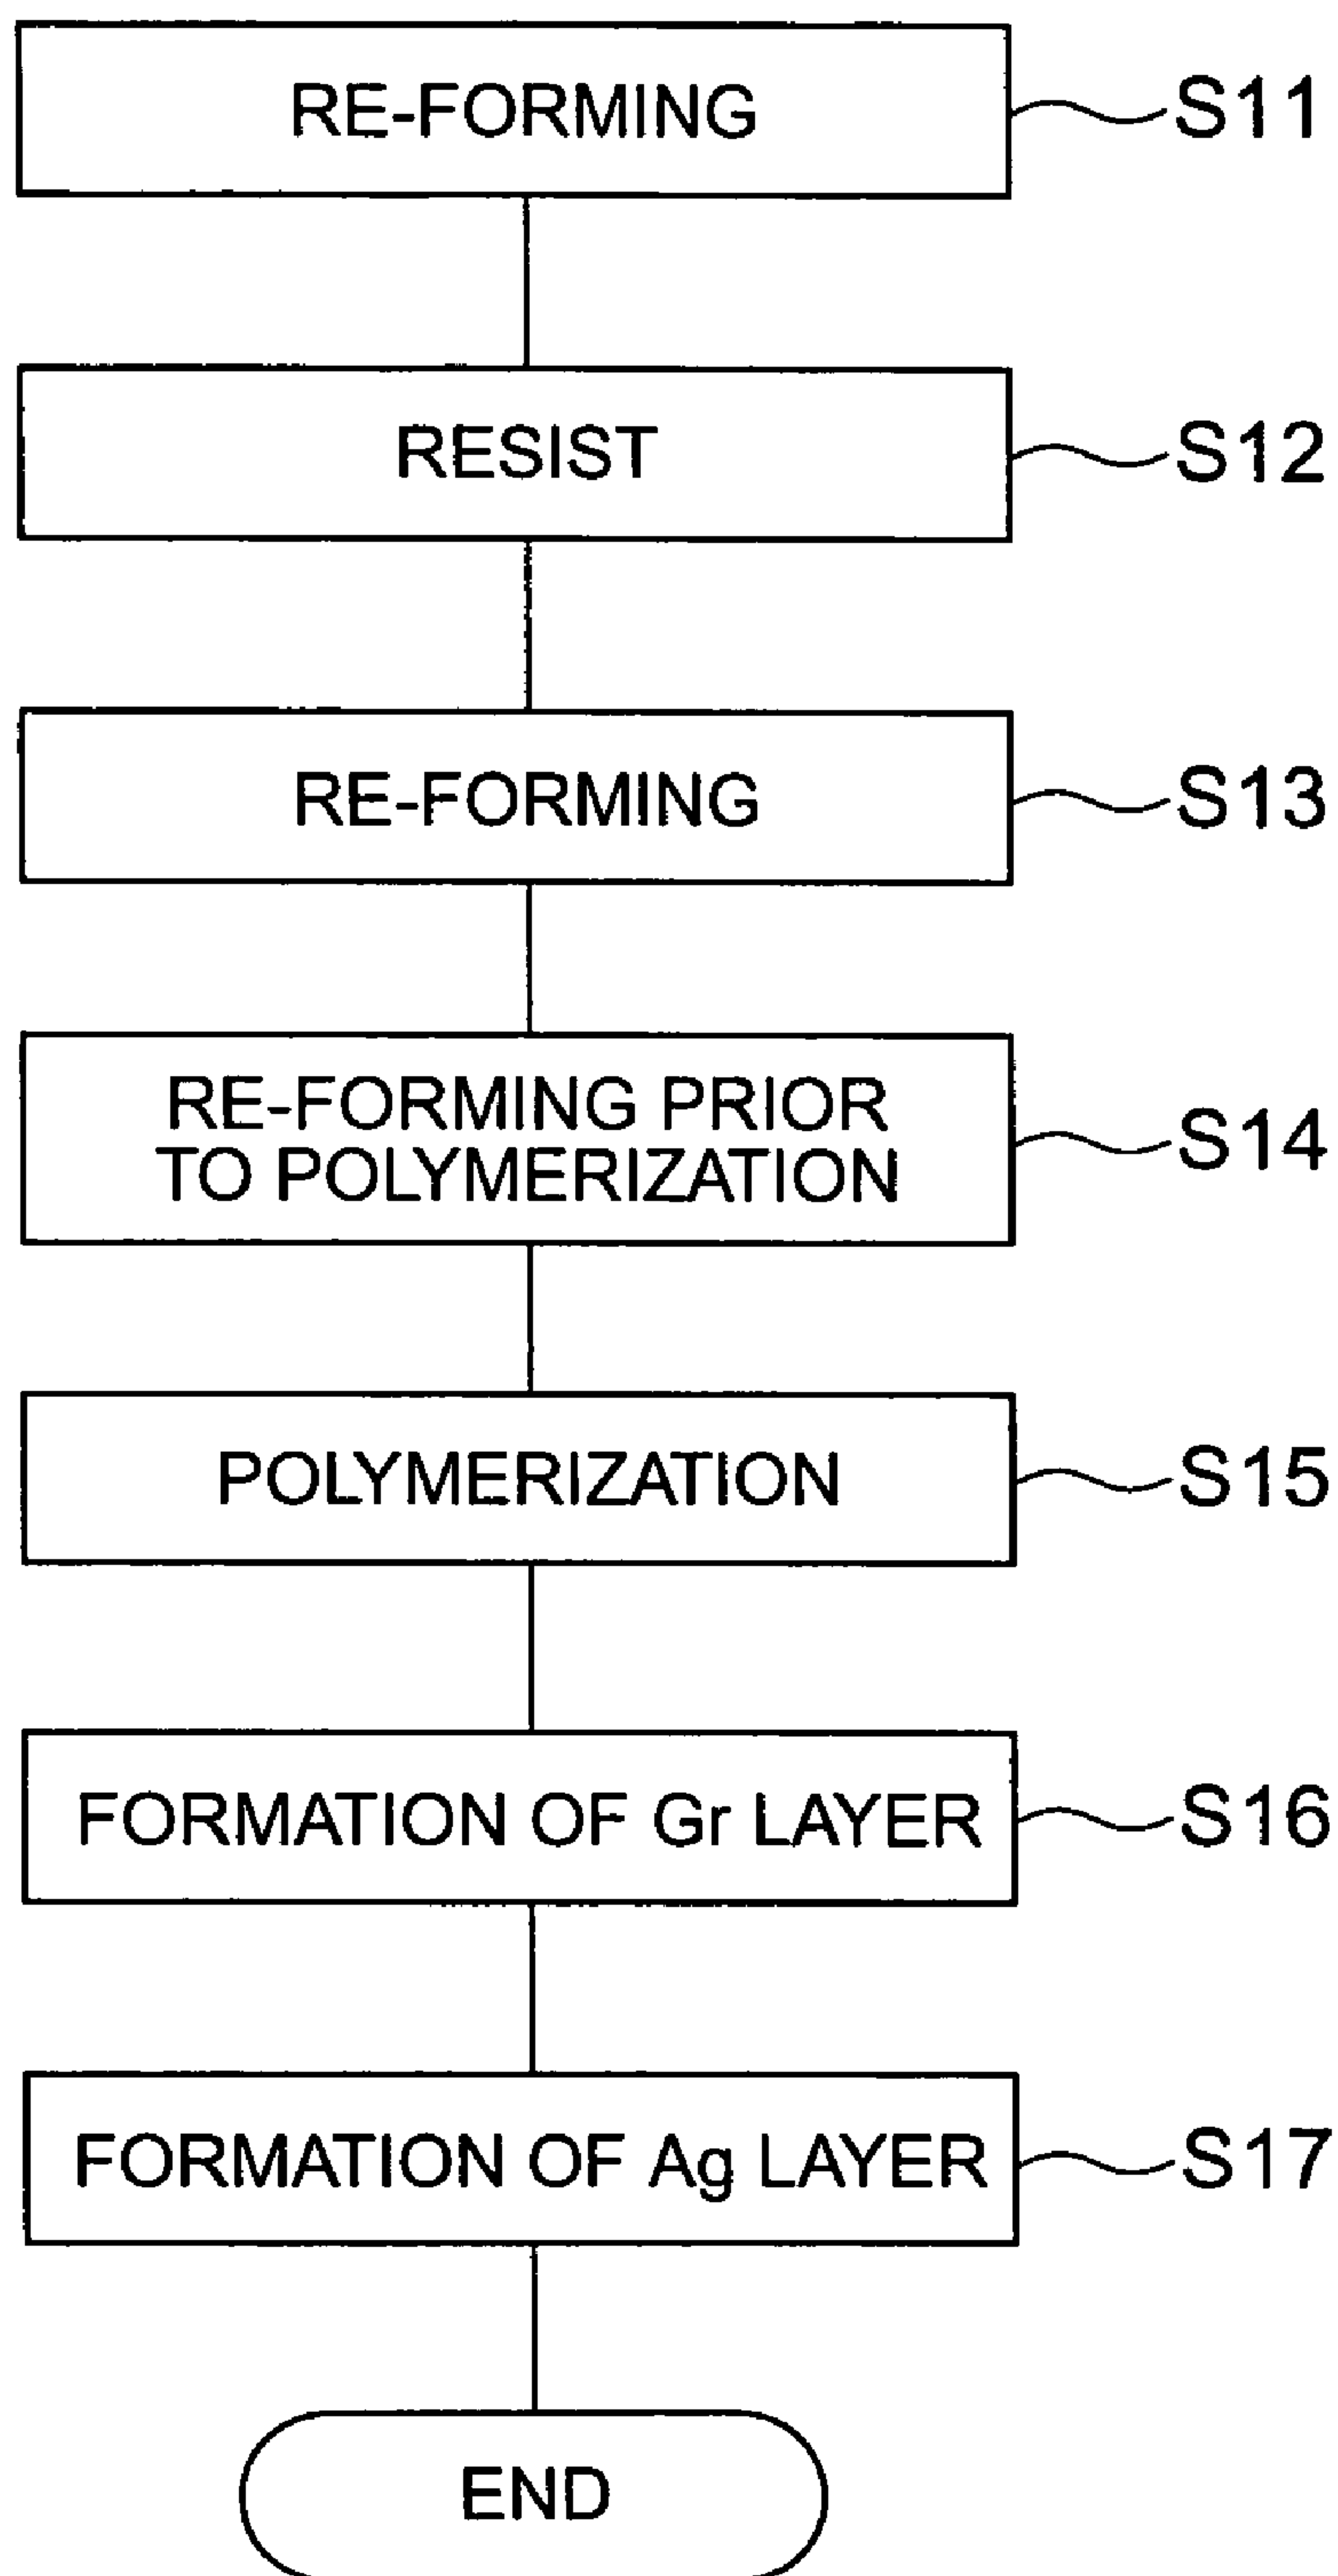 RE-FORMING S11
RESIST S12
RE-FORMING S13
RE-FORMING PRIOR
TO POLYMERIZATION S14
POLYMERIZATION S15
FORMATION OF Gr LAYER S16
FORMATION OF Ag LAYER S17
END